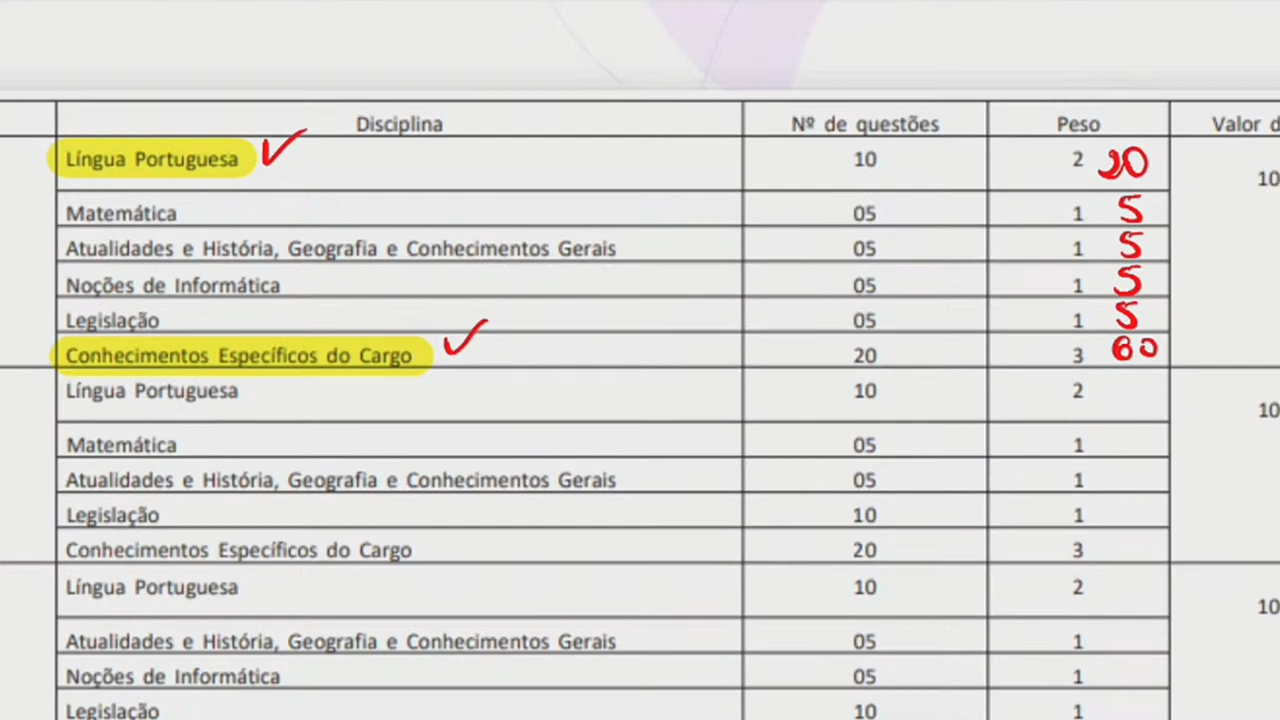 Disciplina Nº de questões Peso Valor d
Língua Portuguesa 10 2 20 10
Matemática 05 1 5
Atualidades e História, Geografia e Conhecimentos Gerais 05 1 5
Noções de Informática 05 1 5
Legislação 05 1 5
Conhecimentos Específicos do Cargo 20 3 60
Língua Portuguesa 10 2 10
Matemática 05 1
Atualidades e História, Geografia e Conhecimentos Gerais 05 1
Legislação 10 1
Conhecimentos Específicos do Cargo 20 3
Língua Portuguesa 10 2 10
Atualidades e História, Geografia e Conhecimentos Gerais 05 1
Noções de Informática 05 1
Legislação 10 1